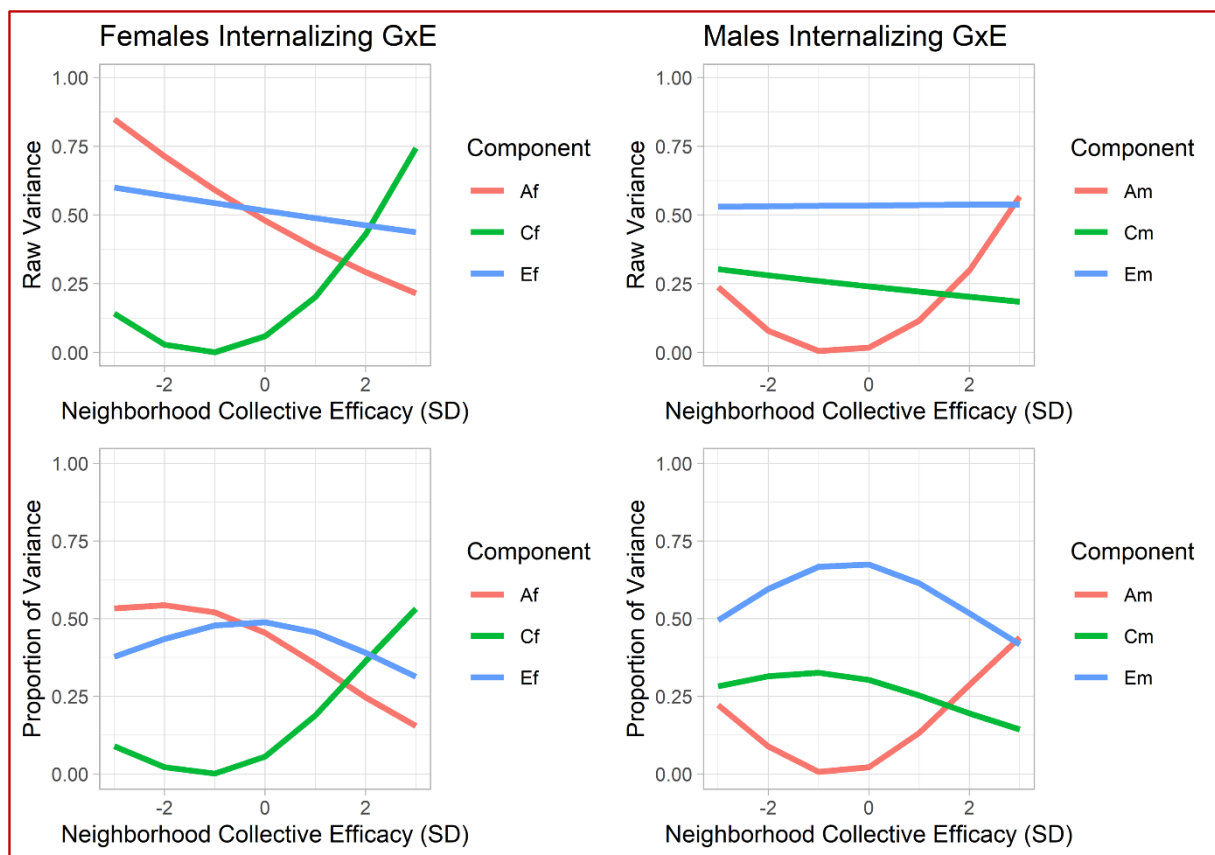 Females Internalizing GxE
1.00
0.75
0.50
0.25
0.00
Raw Variance
-2 0 2
Neighborhood Collective Efficacy (SD)
Component
Af
Cf
Ef
Males Internalizing GxE
1.00
0.75
0.50
0.25
0.00
Raw Variance
-2 0 2
Neighborhood Collective Efficacy (SD)
Component
Am
Cm
Em
1.00
0.75
0.50
0.25
0.00
Proportion of Variance
-2 0 2
Neighborhood Collective Efficacy (SD)
Component
Af
Cf
Ef
1.00
0.75
0.50
0.25
0.00
Proportion of Variance
-2 0 2
Neighborhood Collective Efficacy (SD)
Component
Am
Cm
Em